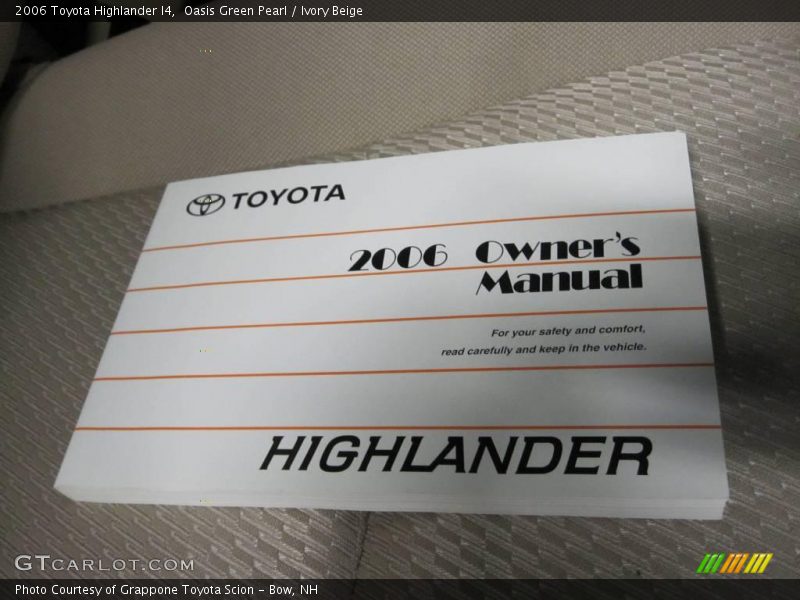 2006 Toyota Highlander I4,  Oasis Green Pearl / Ivory Beige
TOYOTA
2006 Owner's
Manual
For your safety and comfort,
read carefully and keep in the vehicle.
HIGHLANDER
GTCARLOT.COM
Photo Courtesy of Grappone Toyota Scion - Bow, NH